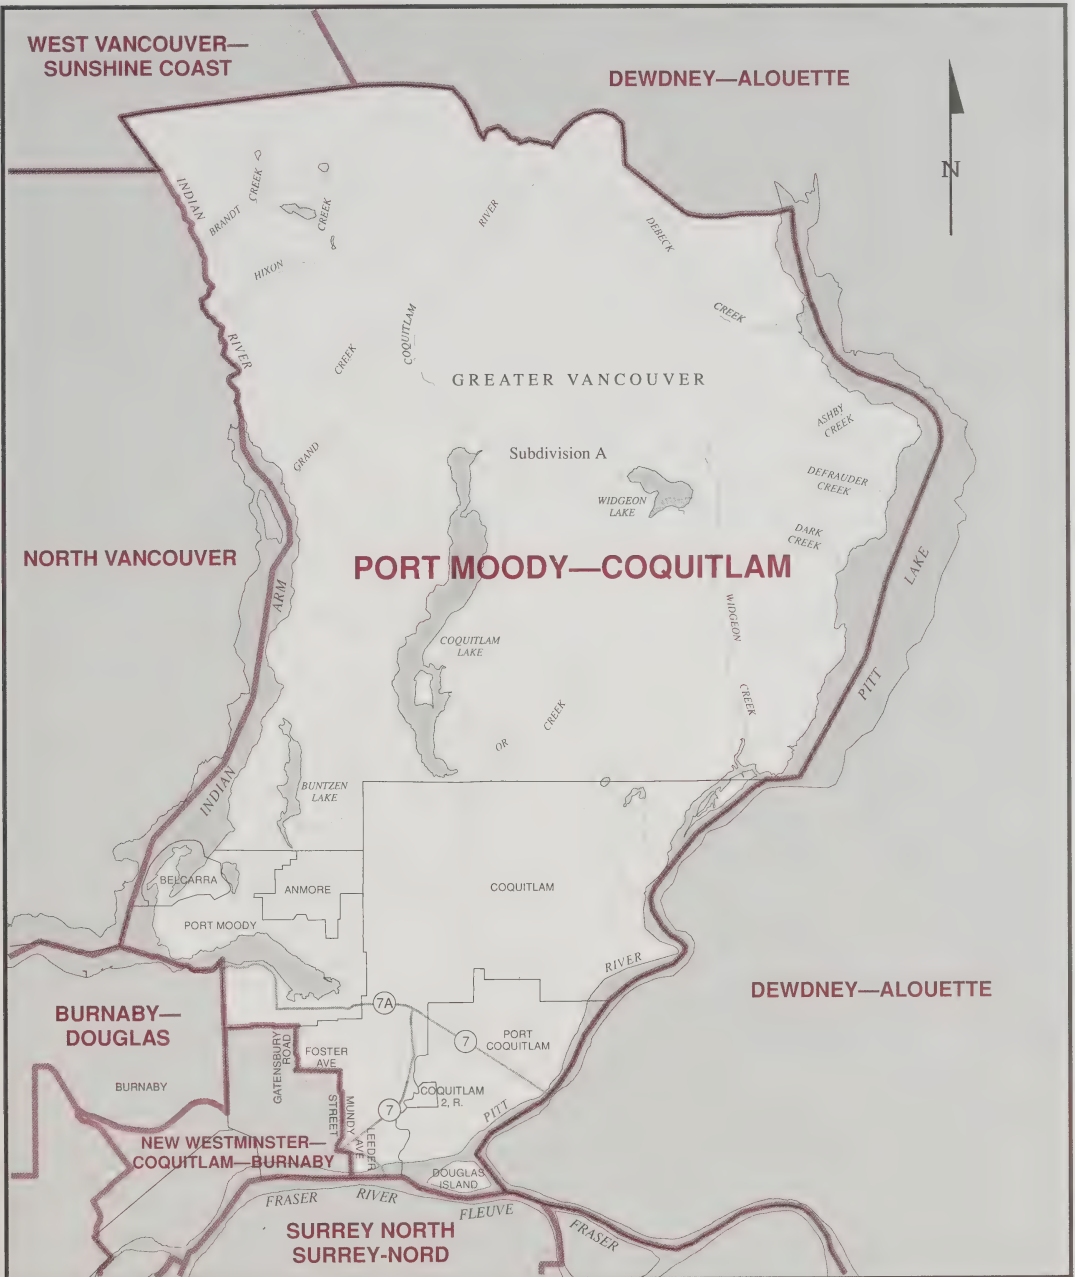 WEST VANCOUVER—
SUNSHINE COAST
DEWDNEY—ALOUETTE
N
INDIAN
BRANDT
CREEK
CREEK
HIXON
RIVER
DEBECK
CREEK
RIVER
CREEK
COQUITLAM
GREATER VANCOUVER
ASHBY
CREEK
GRAND
Subdivision A
WIDGEON
LAKE
DEFRAUDER
CREEK
DARK
CREEK
NORTH VANCOUVER
PORT MOODY—COQUITLAM
LAKE
ARM
WIDGEON
COQUITLAM
LAKE
PITT
CREEK
OR
CREEK
INDIAN
BUNTZEN
LAKE
BELCARRA
ANMORE
COQUITLAM
PORT MOODY
RIVER
DEWDNEY—ALOUETTE
7A
BURNABY—
DOUGLAS
GATENSBURY
ROAD
FOSTER
AVE
7
PORT
COQUITLAM
BURNABY
COQUITLAM
2, R.
7
STREET
MUNDY
AVE
LEEDER
PITT
NEW WESTMINSTER—
COQUITLAM—BURNABY
DOUGLAS
ISLAND
FRASER
RIVER
FLEUVE
FRASER
SURREY NORTH
SURREY-NORD